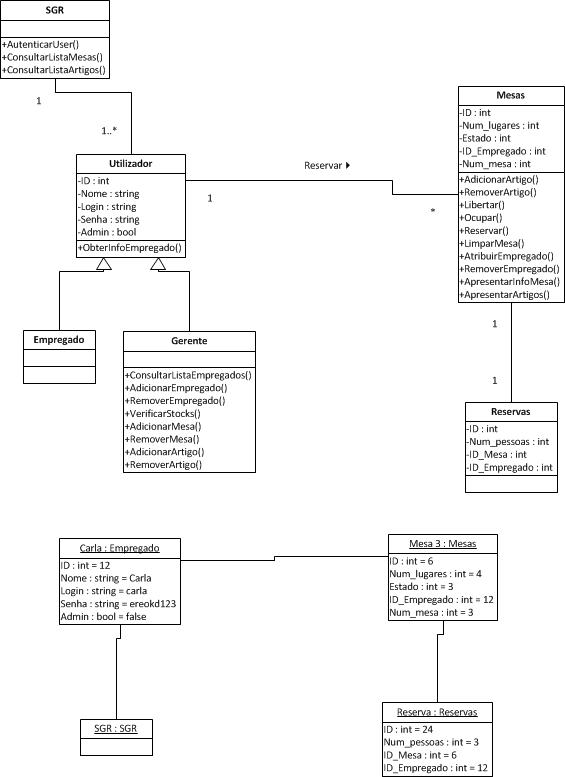 SGR
+AutenticarUser()
+ConsultarListaMesas()
+ConsultarListaArtigos()
1
1..*
Utilizador
-ID : int
-Nome : string
-Login : string
-Senha : string
-Admin : bool
+ObterInfoEmpregado()
Reservar
1
*
Mesas
-ID : int
-Num_lugares : int
-Estado : int
-ID_Empregado : int
-Num_mesa : int
+AdicionarArtigo()
+RemoverArtigo()
+Libertar()
+Ocupar()
+Reservar()
+LimparMesa()
+AtribuirEmpregado()
+RemoverEmpregado()
+ApresentarInfoMesa()
+ApresentarArtigos()
Empregado
Gerente
+ConsultarListaEmpregados()
+AdicionarEmpregado()
+RemoverEmpregado()
+VerificarStocks()
+AdicionarMesa()
+RemoverMesa()
+AdicionarArtigo()
+RemoverArtigo()
1
1
Reservas
-ID : int
-Num_pessoas : int
-ID_Mesa : int
-ID_Empregado : int
Carla : Empregado
ID : int = 12
Nome : string = Carla
Login : string = carla
Senha : string = ereokd123
Admin : bool = false
Mesa 3 : Mesas
ID : int = 6
Num_lugares : int = 4
Estado : int = 3
ID_Empregado : int = 12
Num_mesa : int = 3
SGR : SGR
Reserva : Reservas
ID : int = 24
Num_pessoas : int = 3
ID_Mesa : int = 6
ID_Empregado : int = 12